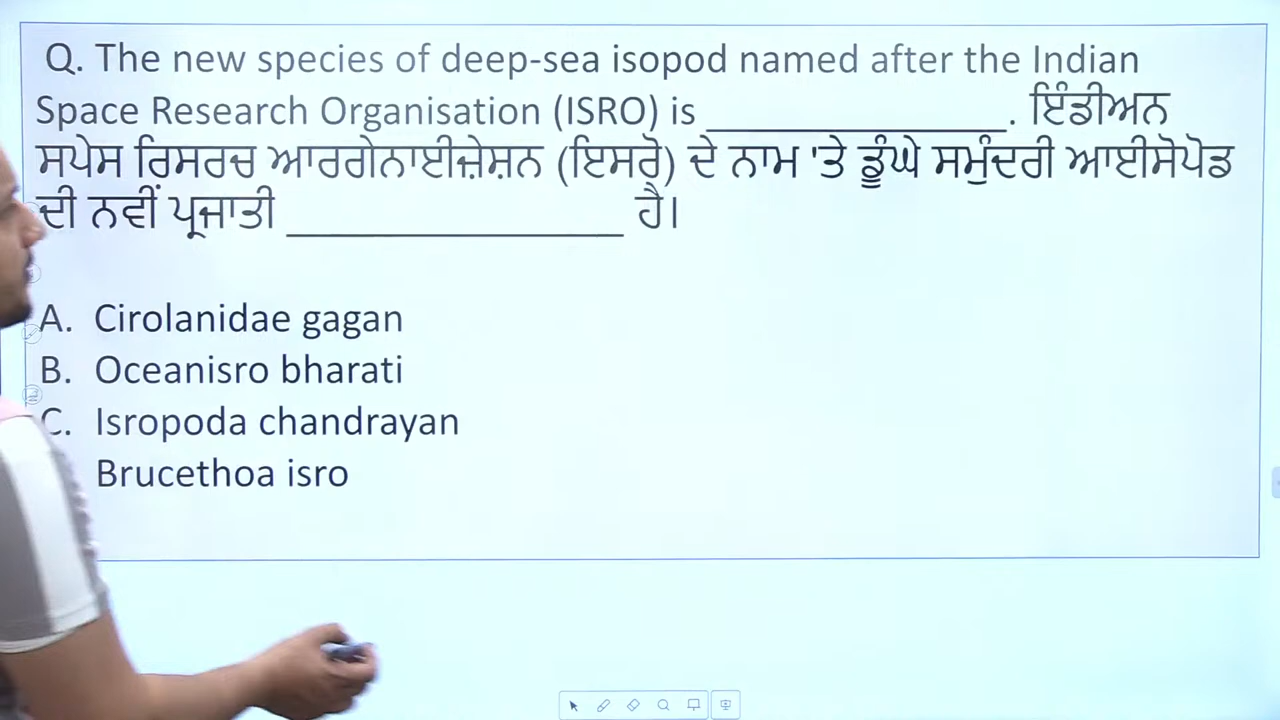 Q. The new species of deep-sea isopod named after the Indian
Space Research Organisation (ISRO) is ________________. ਇੰਡੀਅਨ
ਸਪੇਸ ਰਿਸਰਚ ਆਰਗੇਨਾਈਜ਼ੇਸ਼ਨ (ਇਸਰੋ) ਦੇ ਨਾਮ 'ਤੇ ਡੂੰਘੇ ਸਮੁੰਦਰੀ ਆਈਸੋਪੋਡ
ਦੀ ਨਵੀਂ ਪ੍ਰਜਾਤੀ __________________ ਹੈ।
A. Cirolanidae gagan
B. Oceanisro bharati
C. Isropoda chandrayan
Brucethoa isro